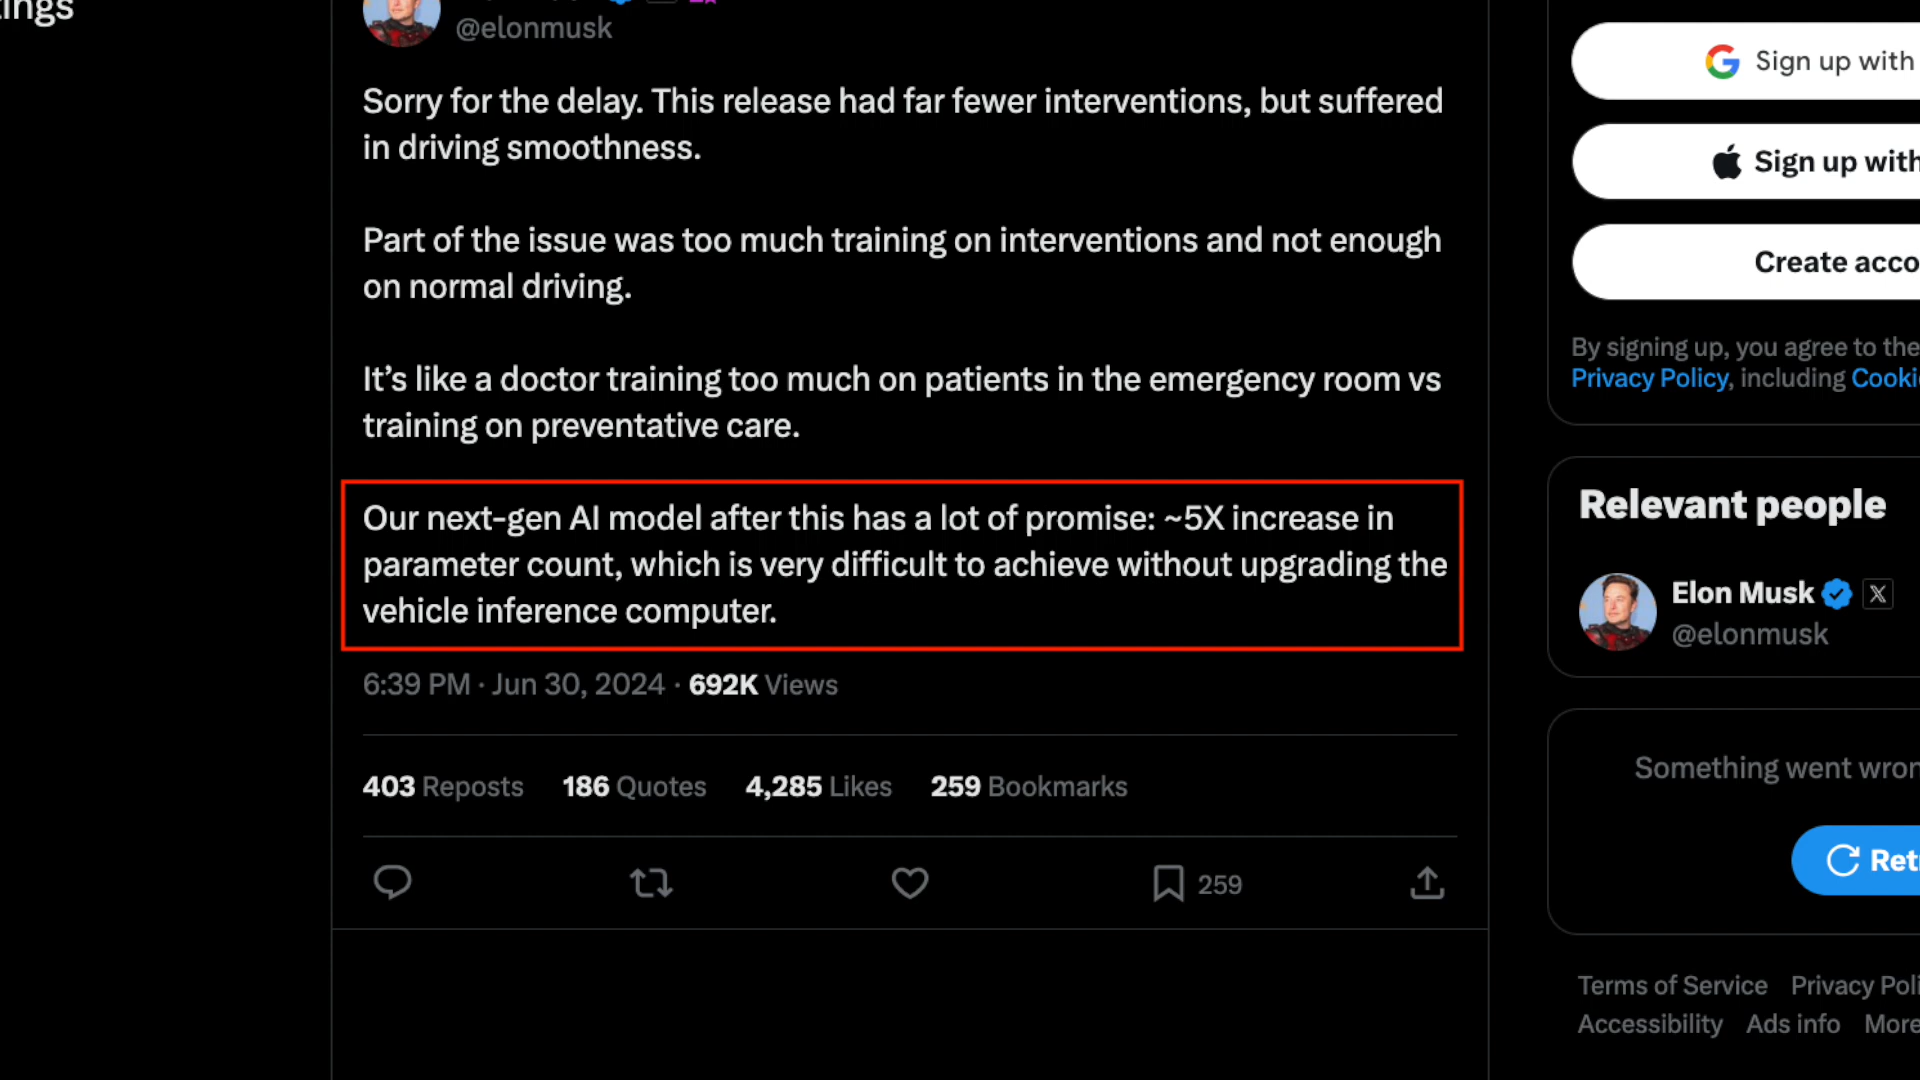 @elonmusk
Sorry for the delay. This release had far fewer interventions, but suffered
in driving smoothness.
Part of the issue was too much training on interventions and not enough
on normal driving.
It’s like a doctor training too much on patients in the emergency room vs
training on preventative care.
Our next-gen AI model after this has a lot of promise: ~5X increase in
parameter count, which is very difficult to achieve without upgrading the
vehicle inference computer.
6:39 PM · Jun 30, 2024 · 692K Views
403 Reposts 186 Quotes 4,285 Likes 259 Bookmarks
259
Sign up with
Sign up with
Create acco
By signing up, you agree to the
Privacy Policy, including Cooki
Relevant people
Elon Musk
@elonmusk
Something went wron
Ret
Terms of Service Privacy Poli
Accessibility Ads info More